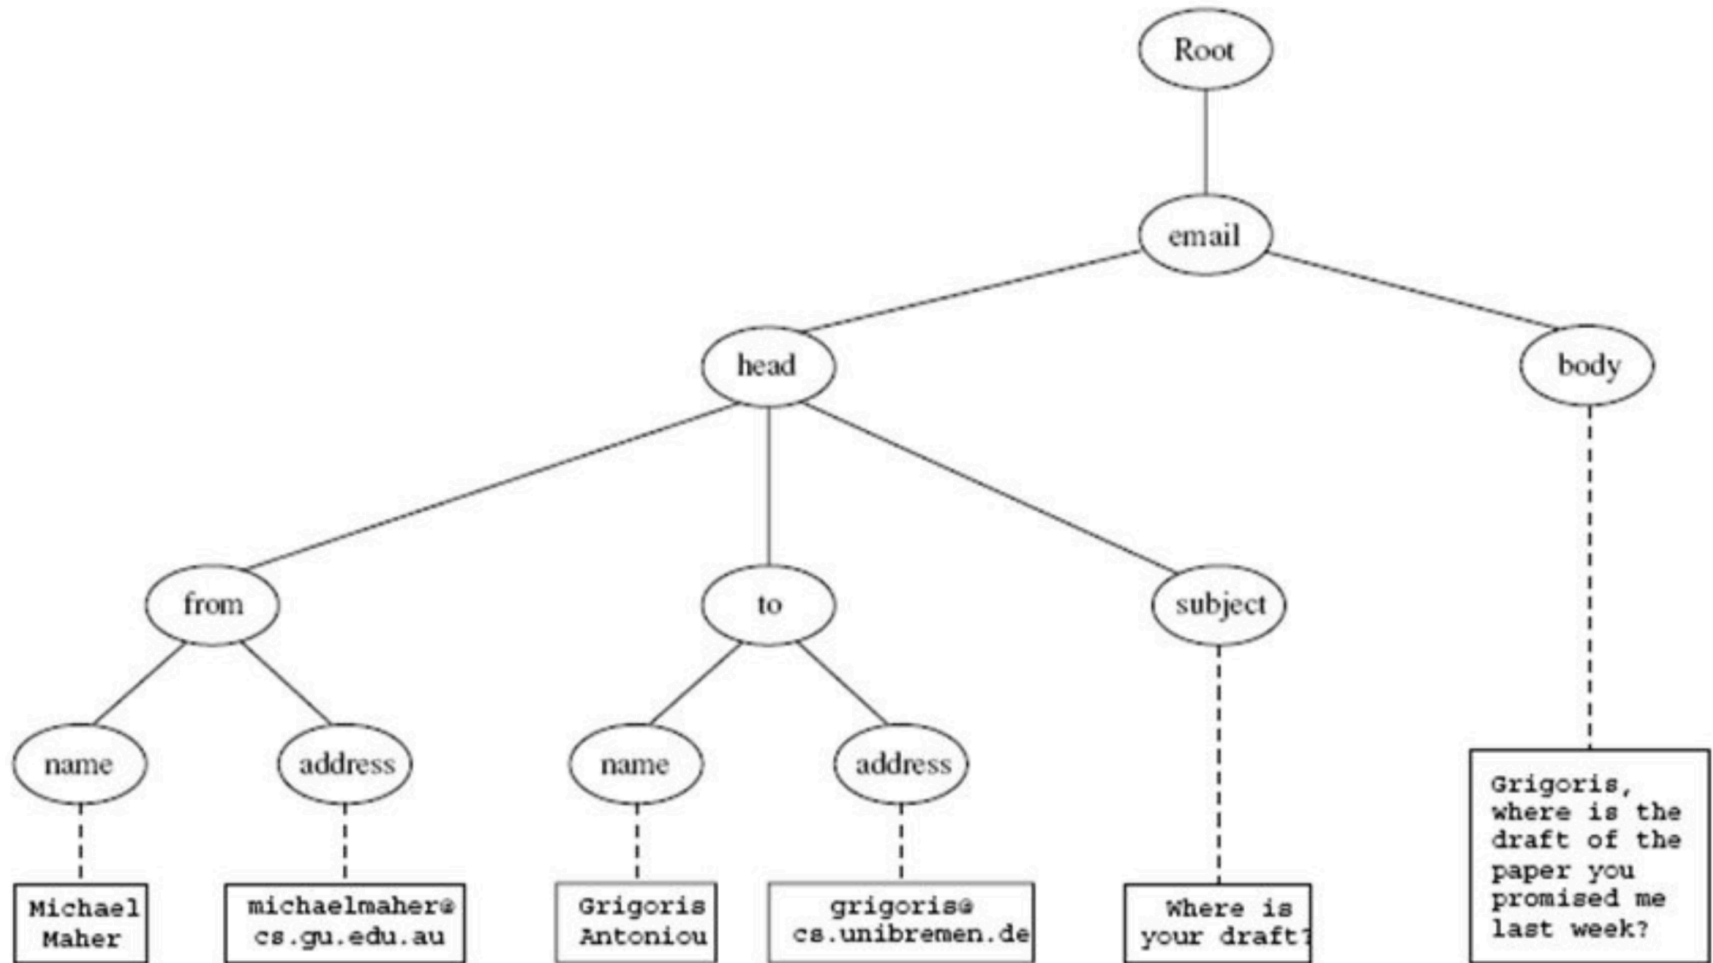 Root
email
head
body
from
to
subject
name
address
name
address
Michael
Maher
michaelmaher@
cs.gu.edu.au
Grigoris
Antoniou
grigoris@
cs.unibremen.de
Where is
your draft?
Grigoris,
where is the
draft of the
paper you
promised me
last week?